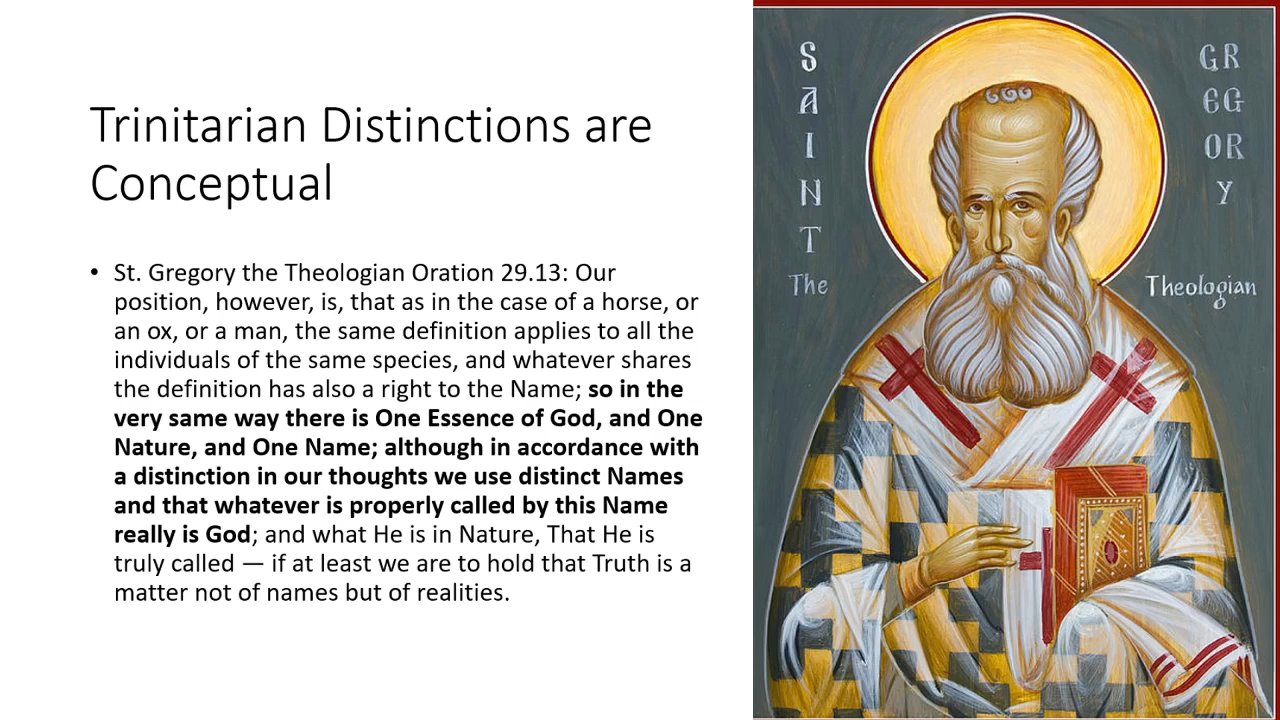 Trinitarian Distinctions are
Conceptual
• St. Gregory the Theologian Oration 29.13: Our
position, however, is, that as in the case of a horse, or
an ox, or a man, the same definition applies to all the
individuals of the same species, and whatever shares
the definition has also a right to the Name; so in the
very same way there is One Essence of God, and One
Nature, and One Name; although in accordance with
a distinction in our thoughts we use distinct Names
and that whatever is properly called by this Name
really is God; and what He is in Nature, That He is
truly called — if at least we are to hold that Truth is a
matter not of names but of realities.
S
A
I
N
T
The
GR
EG
OR
Y
Theologian